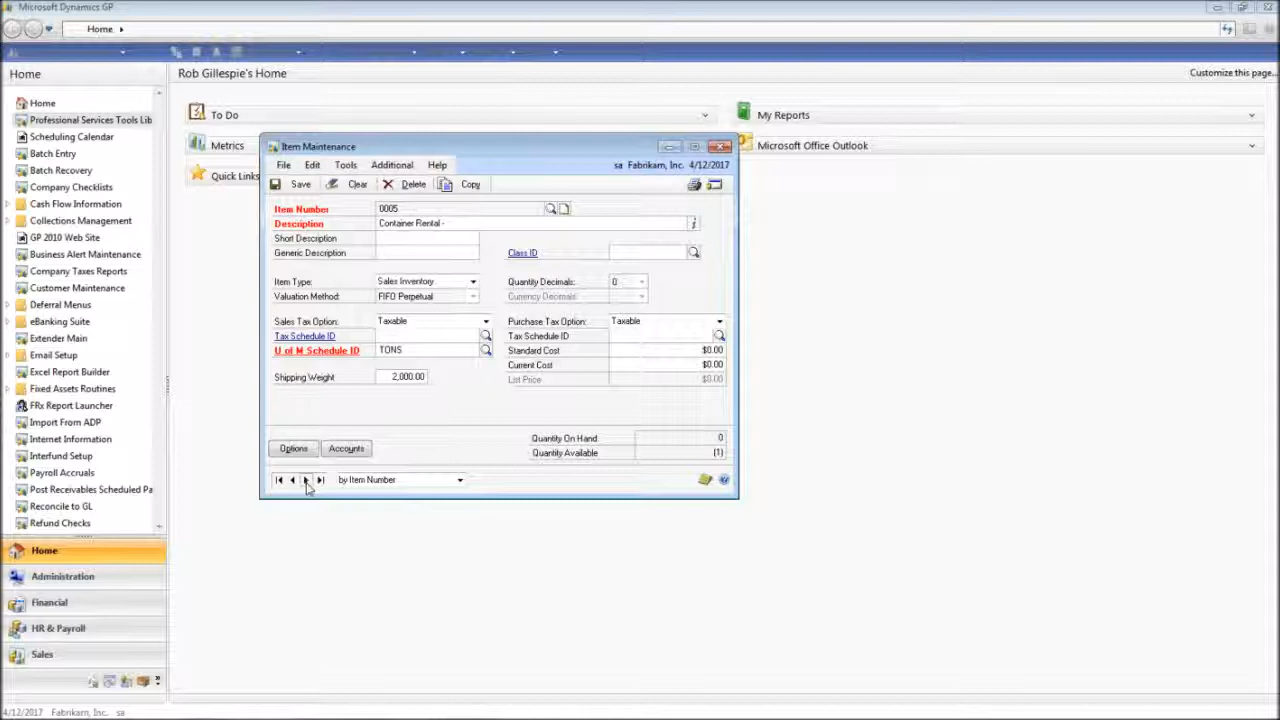 Microsoft Dynamics GP
Home
Home
Rob Gillespie's Home
Customize this page...
Home
Professional Services Tools Lib
Scheduling Calendar
Batch Entry
Batch Recovery
Company Checklists
Cash Flow Information
Collections Management
GP 2010 Web Site
Business Alert Maintenance
Company Taxes Reports
Customer Maintenance
Deferral Menus
eBanking Suite
Extender Main
Email Setup
Excel Report Builder
Fixed Assets Routines
FRx Report Launcher
Import From ADP
Internet Information
Interfund Setup
Payroll Accruals
Post Receivables Scheduled Pa
Reconcile to GL
Refund Checks
Home
Administration
Financial
HR & Payroll
Sales
To Do
Metrics
Quick Links
My Reports
Microsoft Office Outlook
Item Maintenance
File Edit Tools Additional Help sa Fabrikam, Inc. 4/12/2017
Save Clear Delete Copy
Item Number 0005
Description Container Rental -
Short Description
Generic Description Class ID
Item Type: Sales Inventory Quantity Decimals: 0
Valuation Method: FIFO Perpetual Currency Decimals:
Sales Tax Option: Taxable Purchase Tax Option: Taxable
Tax Schedule ID Tax Schedule ID
U of M Schedule ID TONS Standard Cost $0.00
Current Cost $0.00
Shipping Weight 2,000.00 List Price $0.00
Options Accounts Quantity On Hand 0
Quantity Available (1)
by Item Number
4/12/2017 Fabrikam, Inc. sa